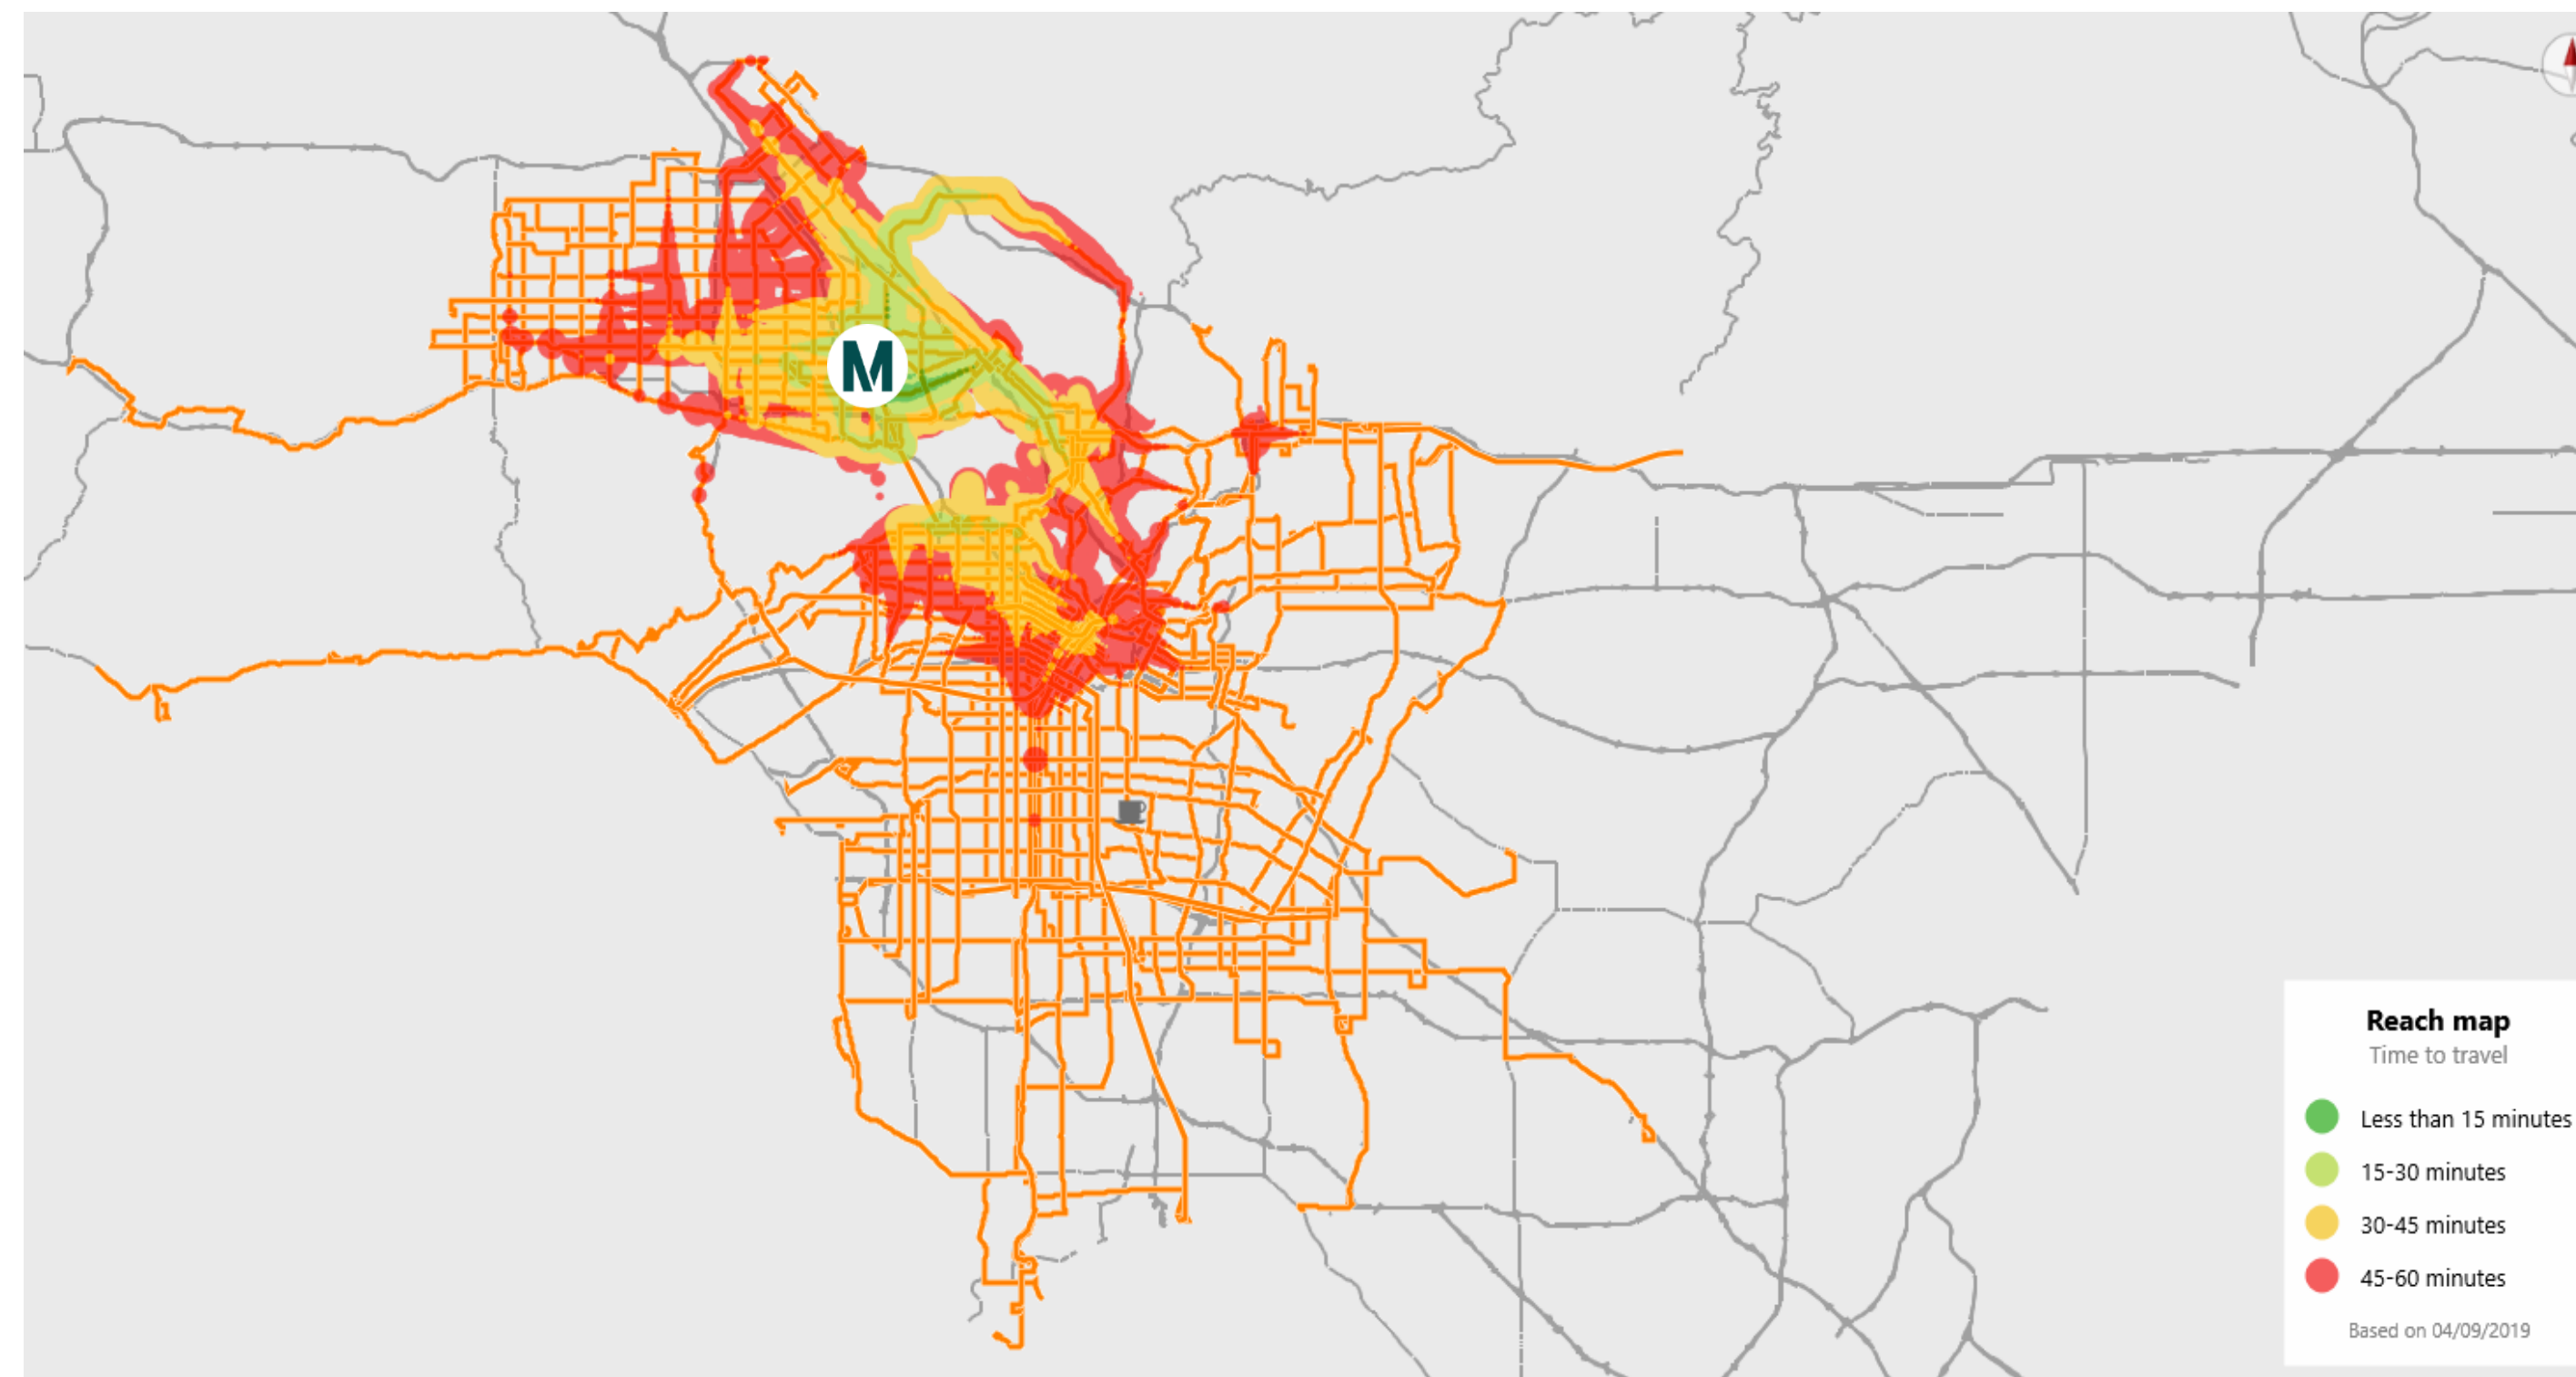 M
Reach map
Time to travel
Less than 15 minutes
15-30 minutes
30-45 minutes
45-60 minutes
Based on 04/09/2019